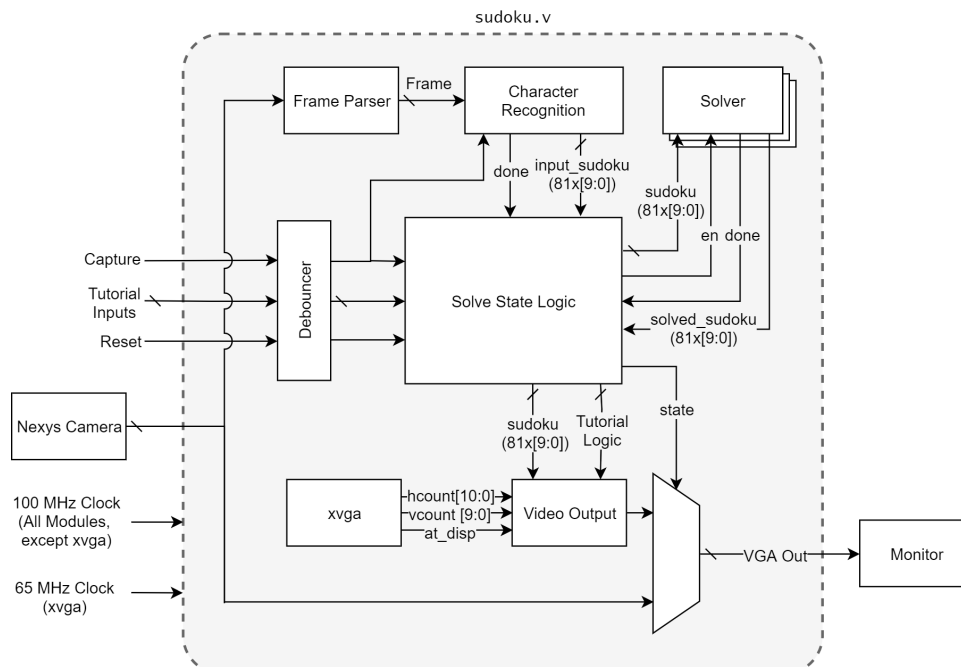 sudoku.v
Frame Parser
Frame
Character
Recognition
Solver
done
input_sudoku
(81x[9:0])
sudoku
(81x[9:0])
en
done
Capture
Tutorial
Inputs
Reset
Debouncer
Solve State Logic
solved_sudoku
(81x[9:0])
Nexys Camera
sudoku
(81x[9:0])
Tutorial
Logic
state
100 MHz Clock
(All Modules,
except xvga)
65 MHz Clock
(xvga)
xvga
hcount[10:0]
vcount [9:0]
at_disp
Video Output
VGA Out
Monitor